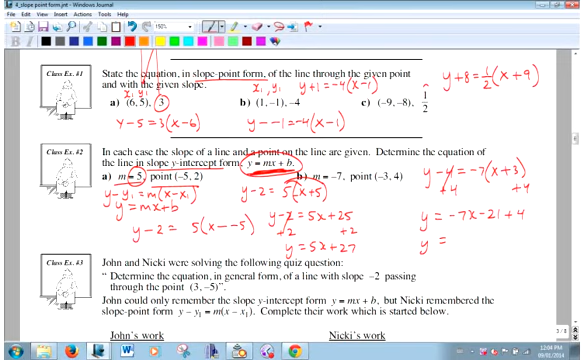 4_slope point form.jnt - Windows Journal
File Edit View Insert Actions Tools Help
150%
Class Ex. #1
State the equation, in slope-point form, of the line through the given point
and with the given slope.
x₁ y₁
x₁, y₁ y+1=-4(x-1)
y+8=1/2(x+9)
a) (6, 5), 3 b) (1, –1), –4 c) (–9, –8), 1/2
y-5=3(x-6) y--1=-4(x-1)
Class Ex. #2
In each case the slope of a line and a point on the line are given. Determine the equation of
the line in slope y-intercept form, y = mx + b.
a) m = 5, point (–5, 2) b) m = –7, point (–3, 4)
y-y₁=m(x-x₁)
y=mx+b
y-2 = 5(x--5)
y-2= 5(x+5)
y-2=5x+25
+2 +2
y=5x+27
y-4=-7(x+3)
+4 +4
y= -7x-21+4
y=
Class Ex. #3
John and Nicki were solving the following quiz question:
“ Determine the equation, in general form, of a line with slope –2 passing
through the point (3, –5)”.
John could only remember the slope y-intercept form y = mx + b, but Nicki remembered the
slope-point form y – y₁ = m(x – x₁). Complete their work which is started below.
John's work Nicki's work
3 / 8
12:04 PM
09/02/2016